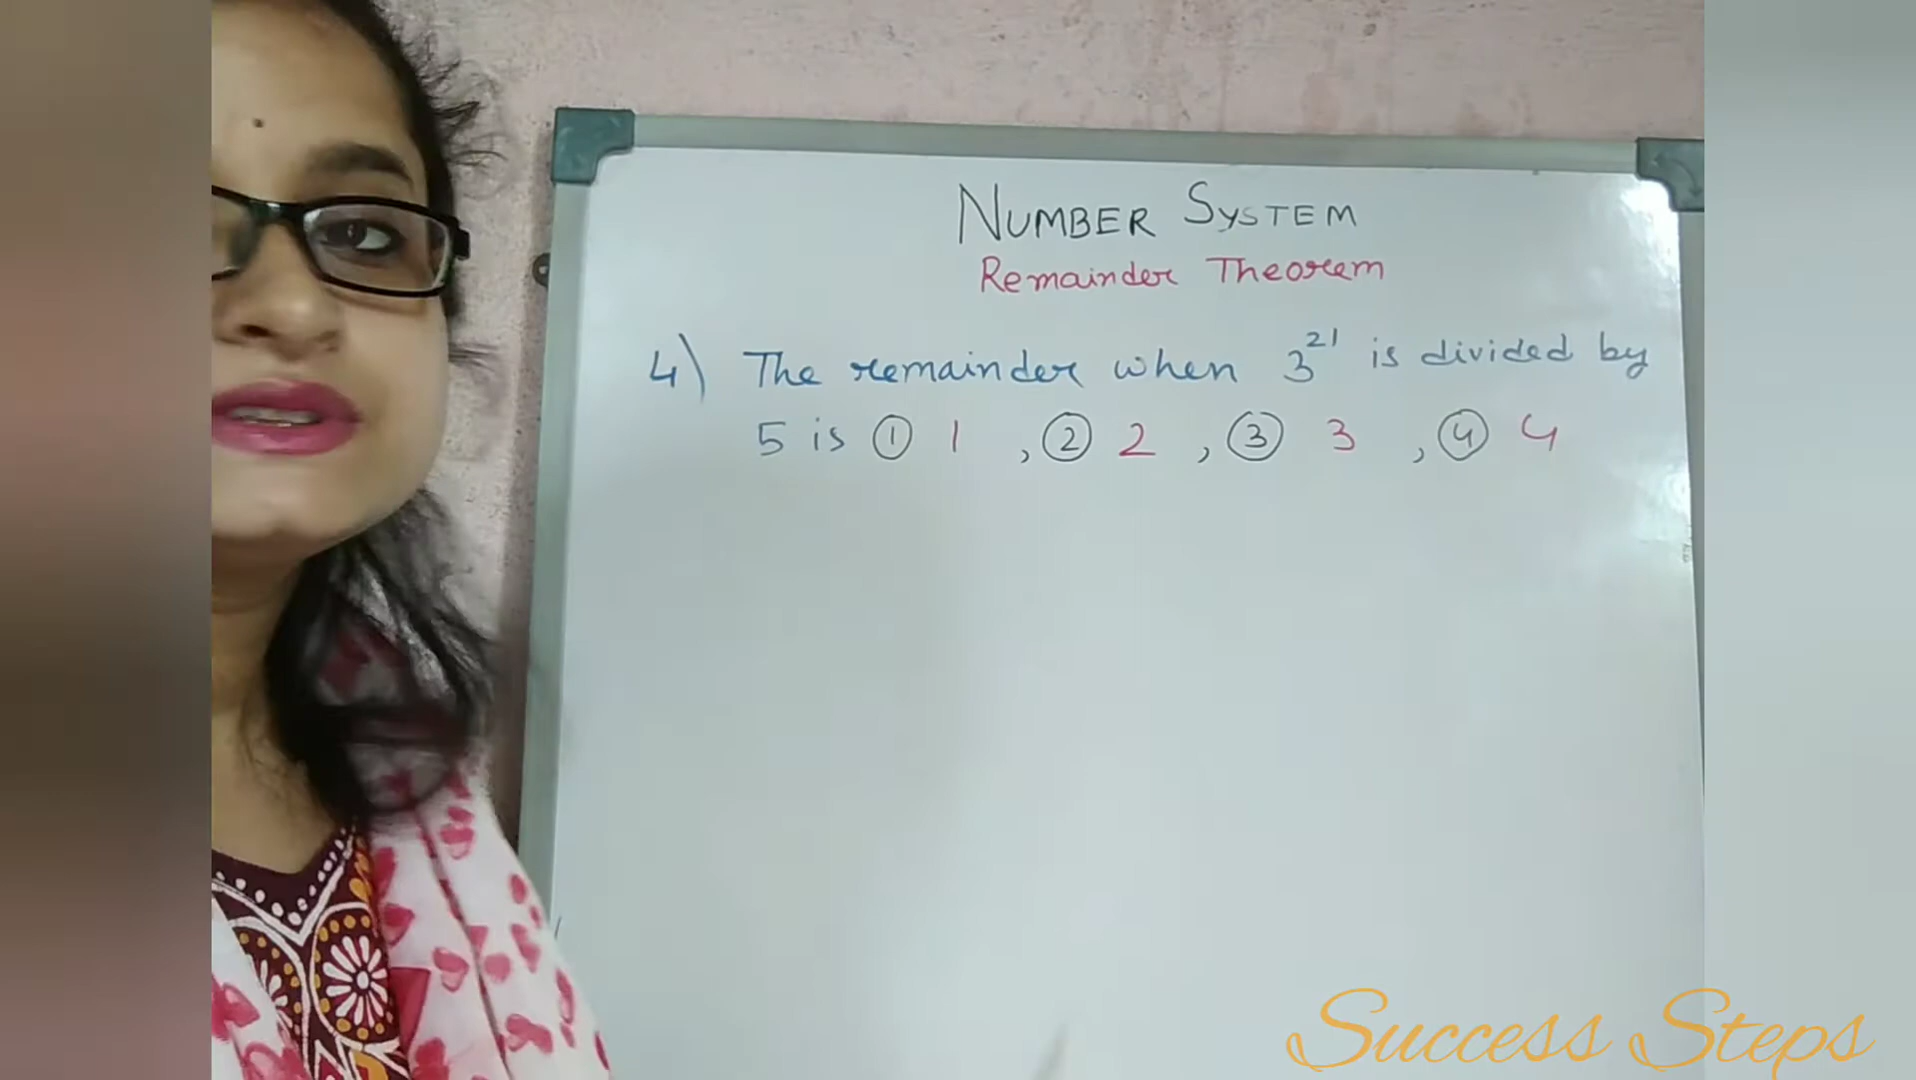 NUMBER SYSTEM
Remainder Theorem
4) The remainder when 3²¹ is divided by
5 is ① 1 , ② 2 , ③ 3 , ④ 4
Success Steps